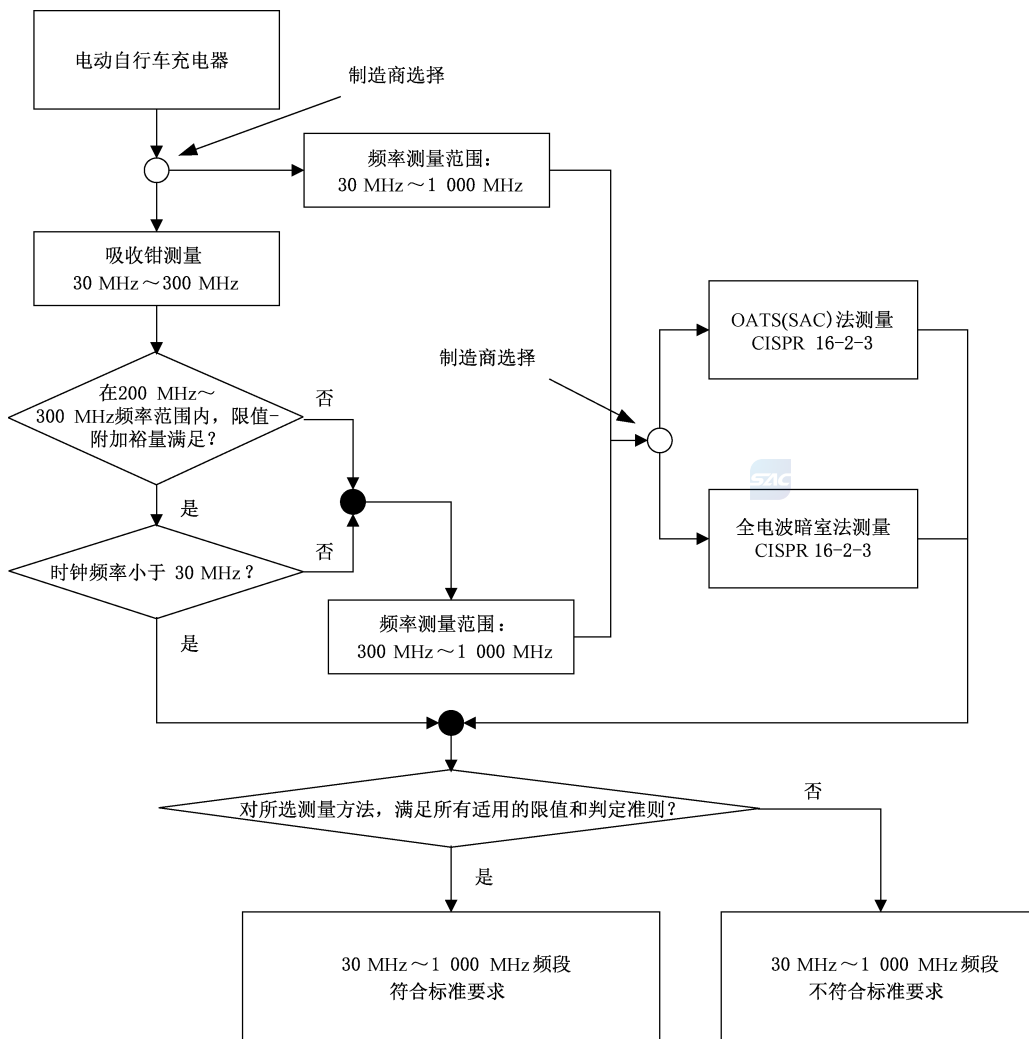 电动自行车充电器
制造商选择
频率测量范围：
30 MHz～1 000 MHz
吸收钳测量
30 MHz～300 MHz
OATS(SAC)法测量
CISPR 16-2-3
制造商选择
在200 MHz～
300 MHz频率范围内，限值-
附加裕量满足？
否
是
SAC
全电波暗室法测量
CISPR 16-2-3
时钟频率小于 30 MHz？
否
是
频率测量范围：
300 MHz～1 000 MHz
对所选测量方法，满足所有适用的限值和判定准则？
否
是
30 MHz～1 000 MHz 频段
符合标准要求
30 MHz～1 000 MHz 频段
不符合标准要求